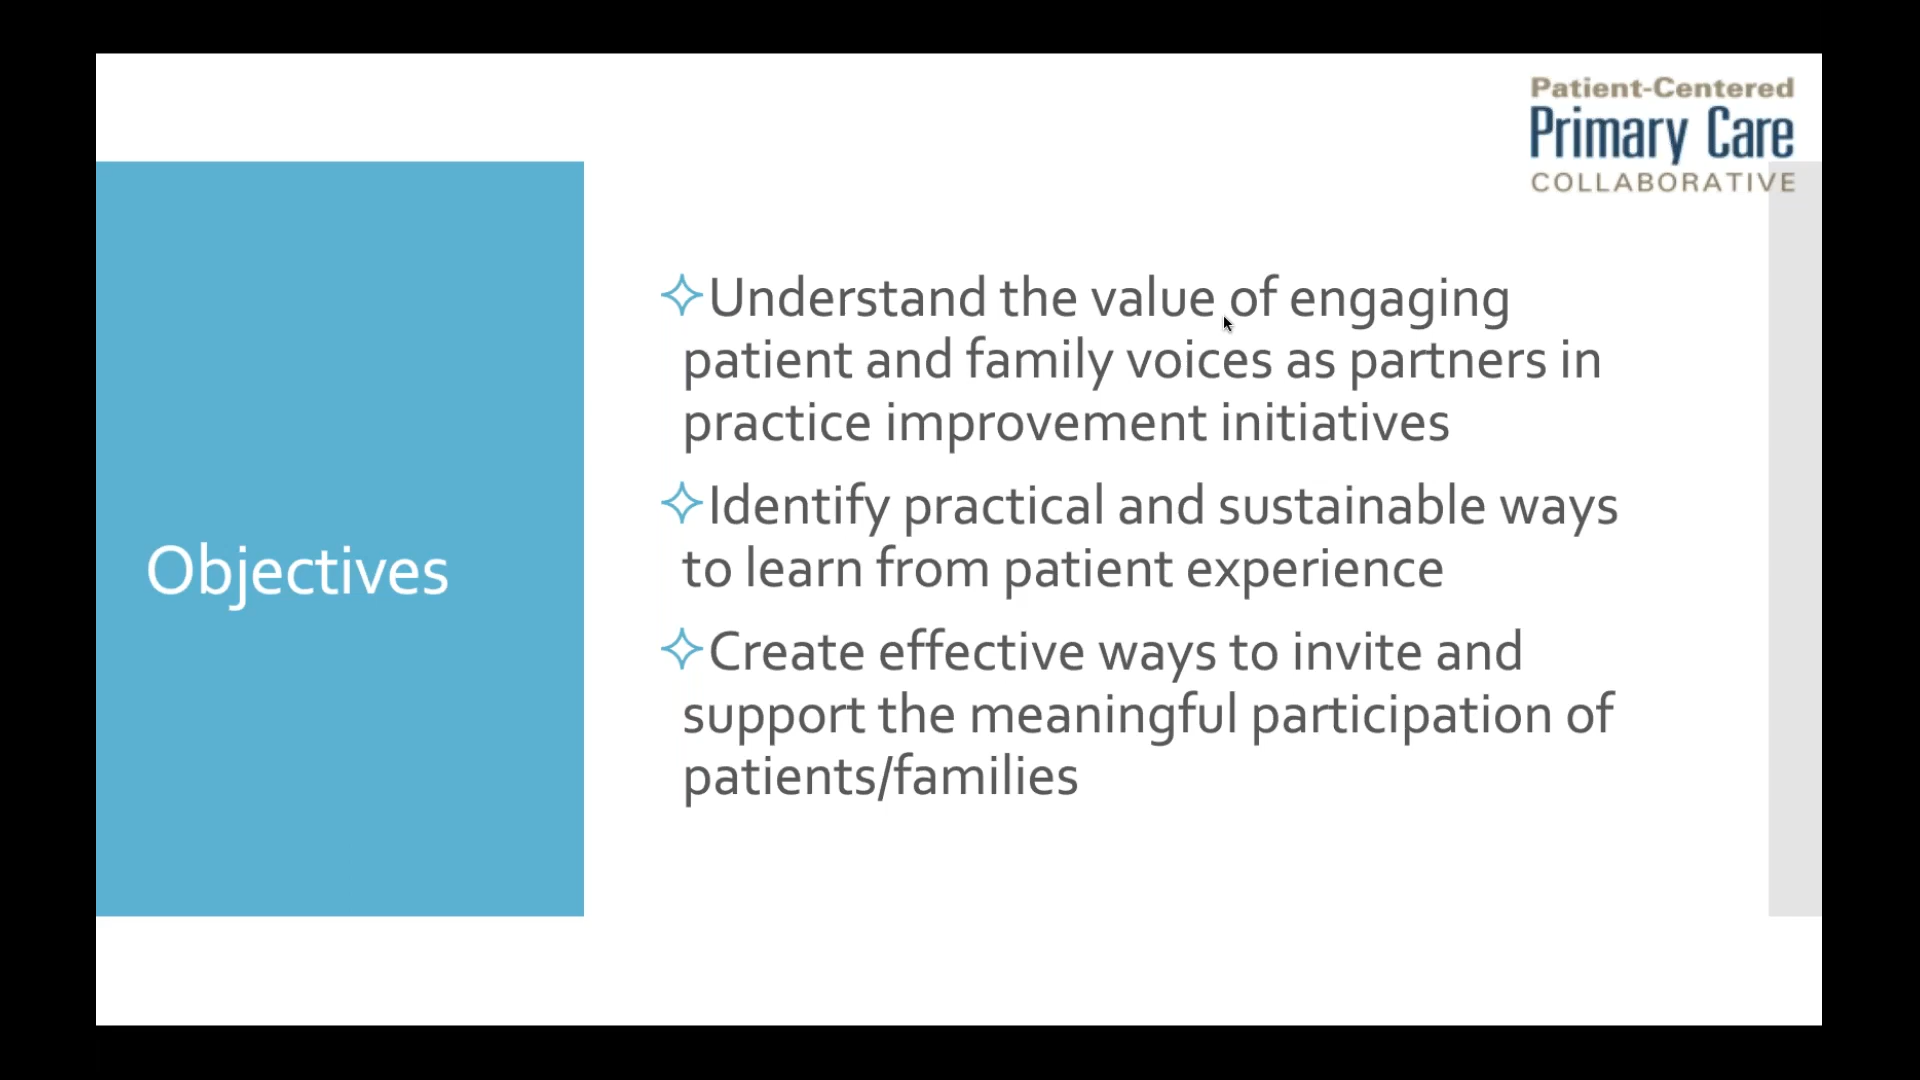 Patient-Centered
Primary Care
COLLABORATIVE
Objectives
Understand the value of engaging
patient and family voices as partners in
practice improvement initiatives
Identify practical and sustainable ways
to learn from patient experience
Create effective ways to invite and
support the meaningful participation of
patients/families